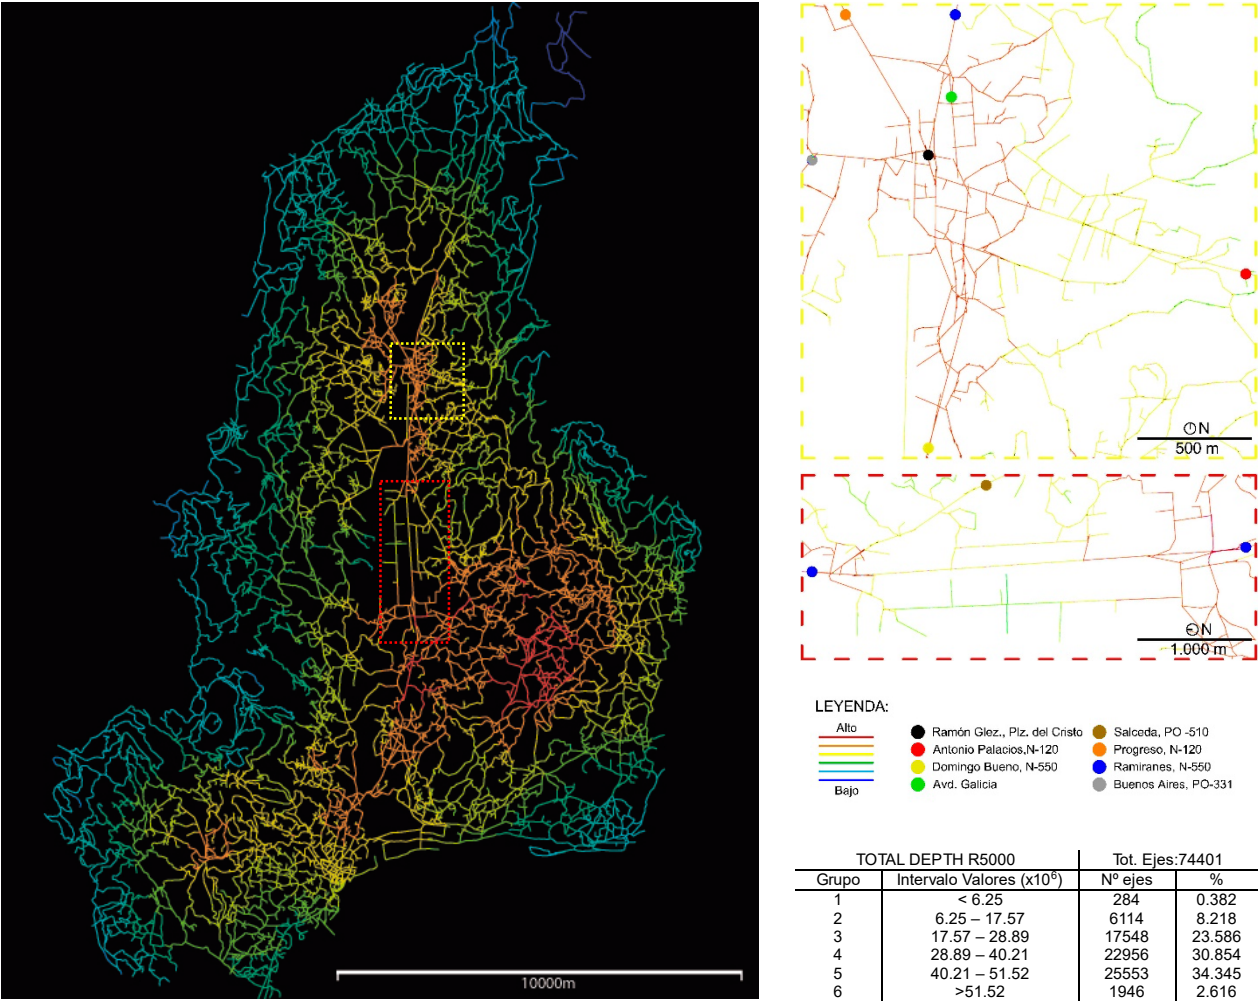 N
500 m
N
1.000 m
LEYENDA:
Alto
Bajo
Ramón Glez., Plz. del Cristo
Antonio Palacios,N-120
Domingo Bueno, N-550
Avd. Galicia
Salceda, PO -510
Progreso, N-120
Ramiranes, N-550
Buenos Aires, PO-331
10000m
TOTAL DEPTH R5000 Tot. Ejes:74401
Grupo Intervalo Valores (x10⁶) Nº ejes %
1 < 6.25 284 0.382
2 6.25 – 17.57 6114 8.218
3 17.57 – 28.89 17548 23.586
4 28.89 – 40.21 22956 30.854
5 40.21 – 51.52 25553 34.345
6 >51.52 1946 2.616